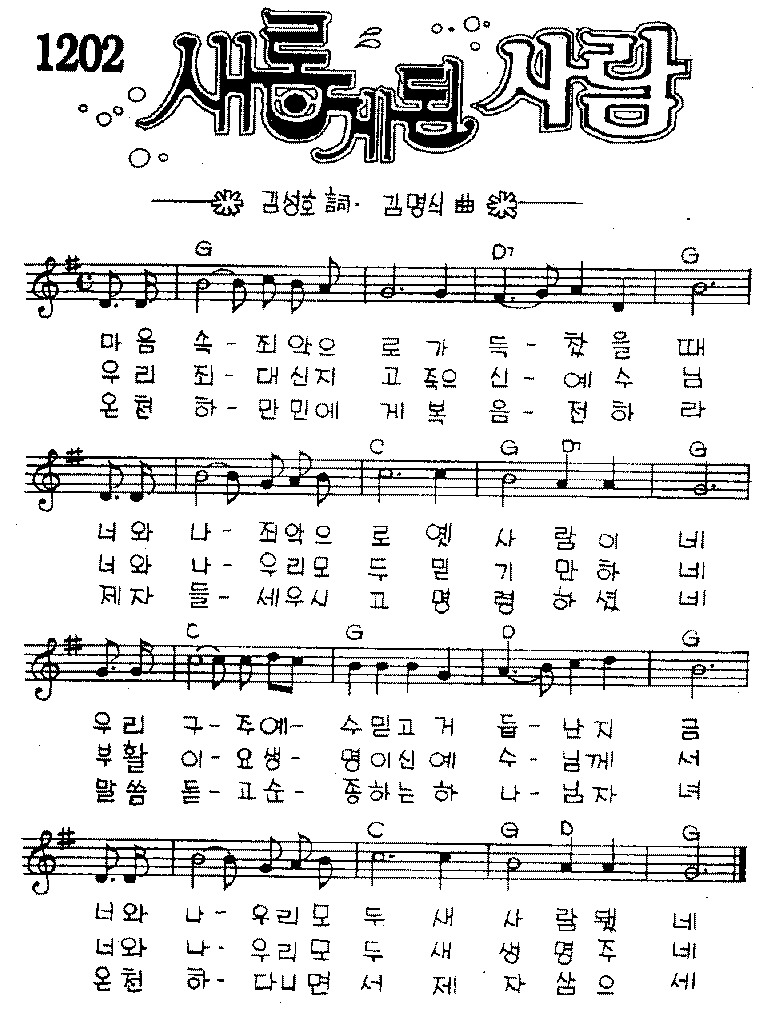 1202
새롭게 된 사람
김성호 詞. 김명식 曲
G D7 G
마 음 속 - 죄 악 으 로 가 득 - 찼 을 때
우 리 죄 - 대 신 지 고 죽 으 신 - 예 수 님
온 천 하 - 만 민 에 게 복 음 - 전 하 라
C G D7 G
너 와 나 - 죄 악 으 로 옛 사 람 이 네
너 와 나 - 우 리 모 두 믿 기 만 하 네
제 자 들 - 세 우 시 고 명 령 하 셨 네
C G D G
우 리 구 - 주 예 - 수 믿 고 거 듭 - 난 지 금
부 활 이 - 요 생 - 명 이 신 예 수 - 님 께 서
말 씀 듣 - 고 순 - 종 하 는 하 나 - 님 자 녀
C G D G
너 와 나 - 우 리 모 두 새 사 람 됐 네
너 와 나 - 우 리 모 두 새 생 명 주 네
온 천 하 - 다 니 면 서 제 자 삼 으 세